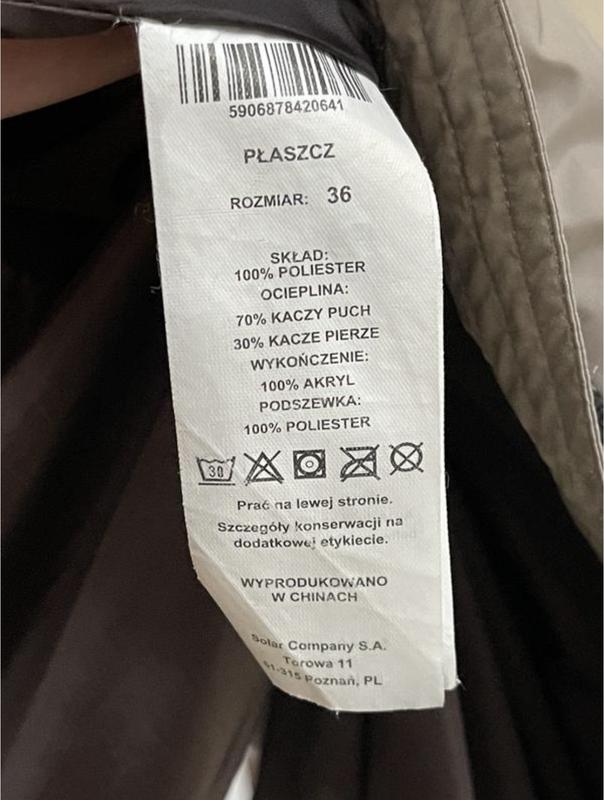 5906878420641
PŁASZCZ
ROZMIAR: 36
SKŁAD:
100% POLIESTER
OCIEPLINA:
70% KACZY PUCH
30% KACZE PIERZE
WYKOŃCZENIE:
100% AKRYL
PODSZEWKA:
100% POLIESTER
30
Prać na lewej stronie.
Szczegóły konserwacji na
dodatkowej etykiecie.
WYPRODUKOWANO
W CHINACH
Solar Company S.A.
Torowa 11
61-315 Poznań, PL